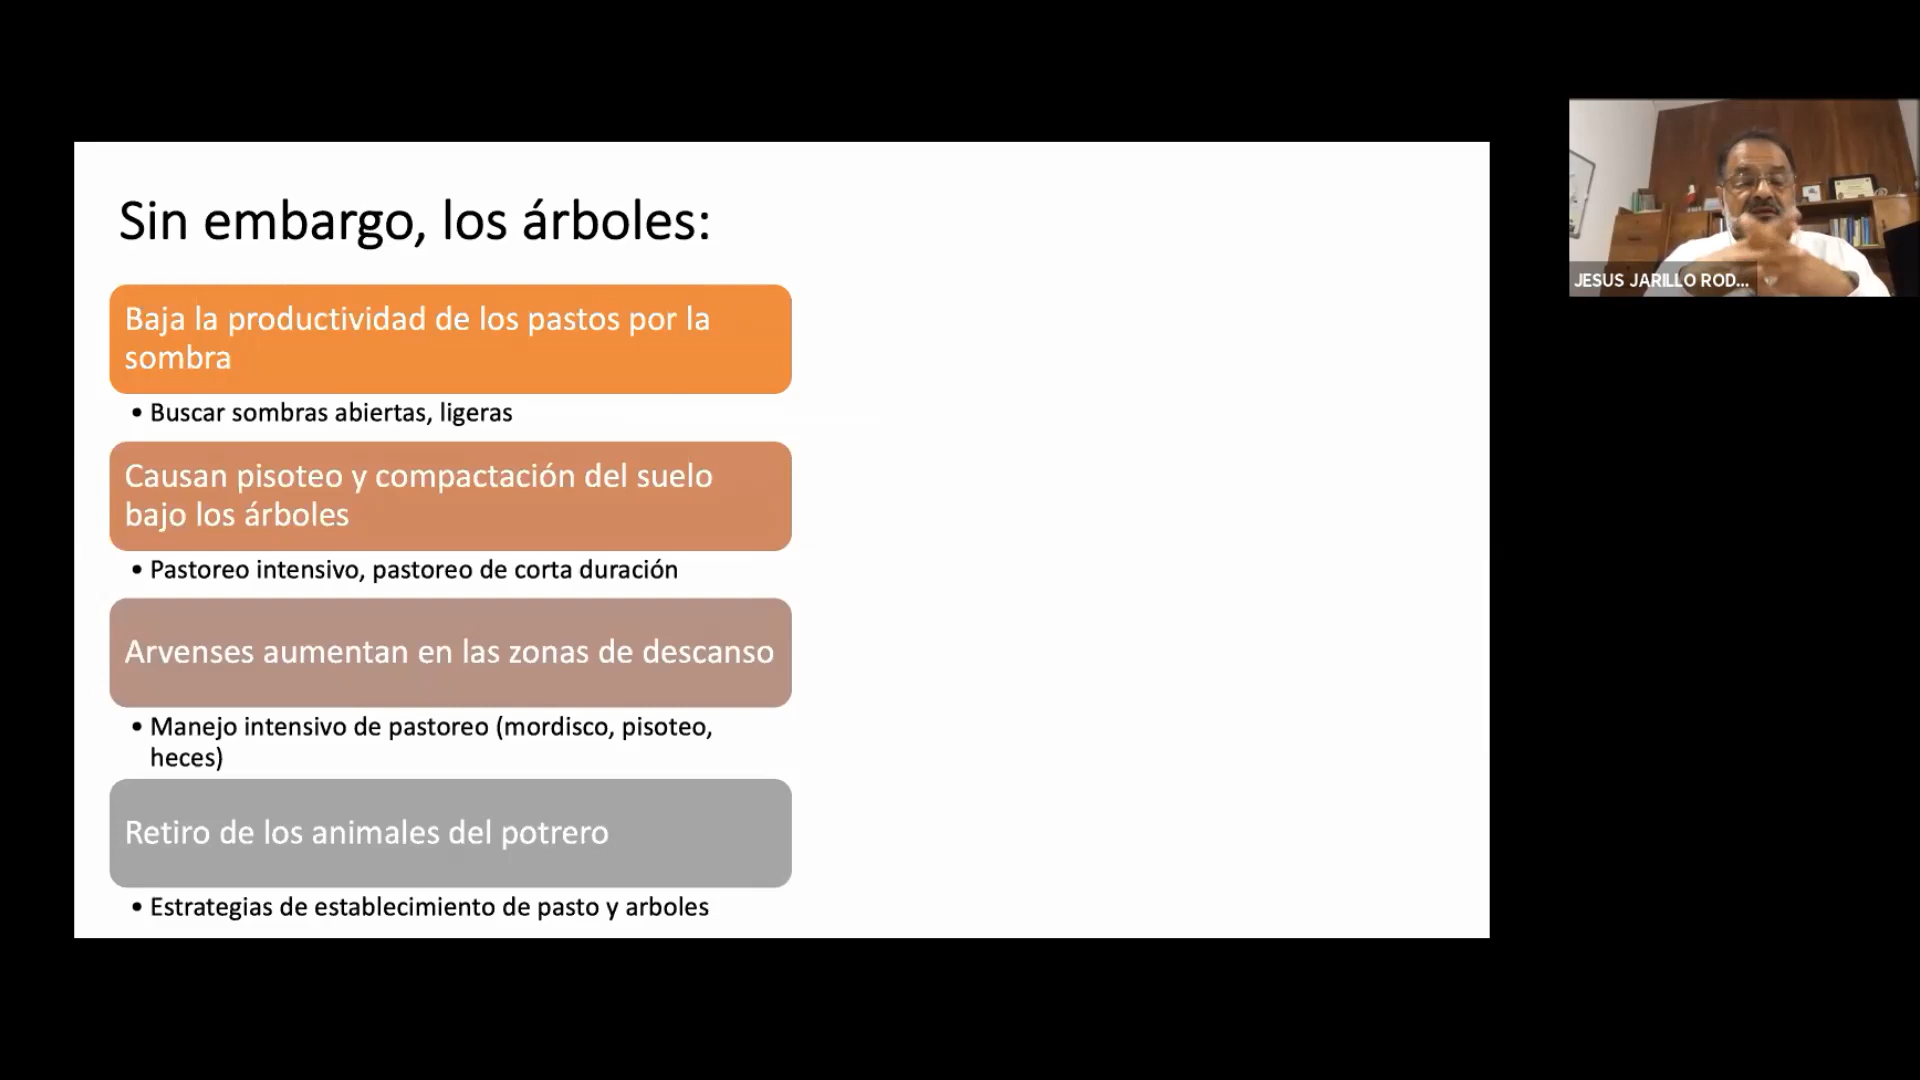 Sin embargo, los árboles:
Baja la productividad de los pastos por la
sombra
• Buscar sombras abiertas, ligeras
Causan pisoteo y compactación del suelo
bajo los árboles
• Pastoreo intensivo, pastoreo de corta duración
Arvenses aumentan en las zonas de descanso
• Manejo intensivo de pastoreo (mordisco, pisoteo,
heces)
Retiro de los animales del potrero
• Estrategias de establecimiento de pasto y arboles
JESUS JARILLO ROD...